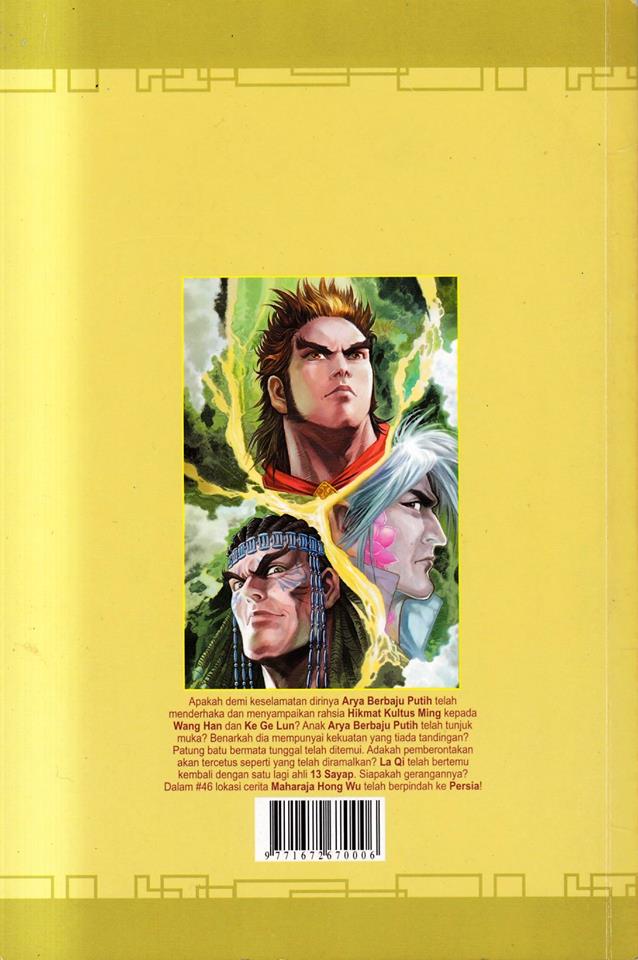 Apakah demi keselamatan dirinya Arya Berbaju Putih telah
menderhaka dan menyampaikan rahsia Hikmat Kultus Ming kepada
Wang Han dan Ke Ge Lun? Anak Arya Berbaju Putih telah tunjuk
muka? Benarkah dia mempunyai kekuatan yang tiada tandingan?
Patung batu bermata tunggal telah ditemui. Adakah pemberontakan
akan tercetus seperti yang telah diramalkan? La Qi telah bertemu
kembali dengan satu lagi ahli 13 Sayap. Siapakah gerangannya?
Dalam #46 lokasi cerita Maharaja Hong Wu telah berpindah ke Persia!
9 771672 670006